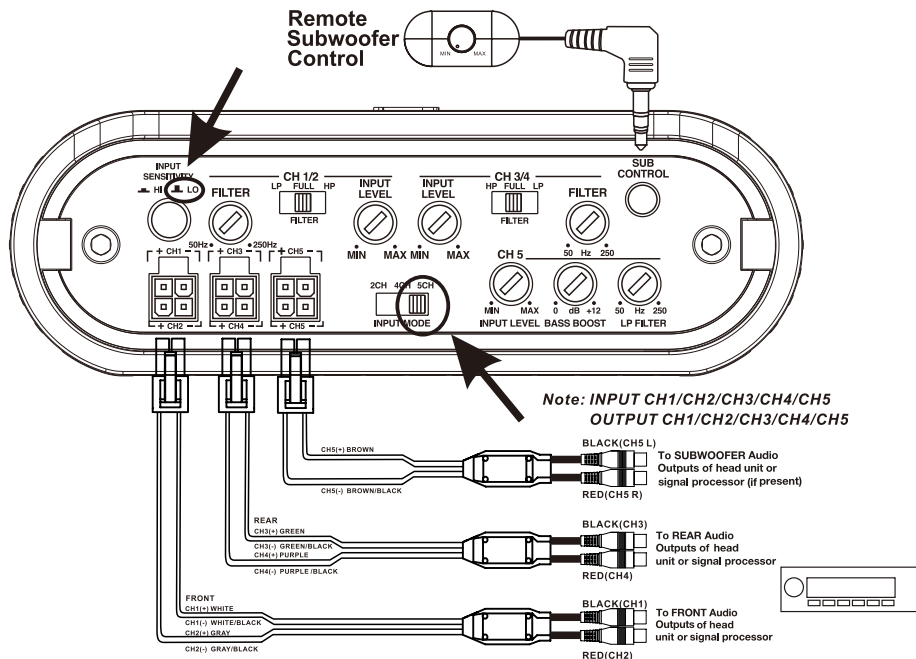 Remote
Subwoofer
Control
MIN MAX
INPUT
SENSITIVITY
HI LO
FILTER
50Hz 250Hz
CH 1/2
LP FULL HP
FILTER
INPUT
LEVEL
MIN MAX
CH 3/4
INPUT
LEVEL
MIN MAX
HP FULL LP
FILTER
FILTER
50 Hz 250
SUB
CONTROL
+ CH1 - + CH3 - + CH5 -
+ CH2 - + CH4 - + CH5 -
2CH 4CH 5CH
INPUT MODE
CH 5
MIN MAX 0 dB +12 50 Hz 250
INPUT LEVEL BASS BOOST LP FILTER
Note: INPUT CH1/CH2/CH3/CH4/CH5
OUTPUT CH1/CH2/CH3/CH4/CH5
CH5(+) BROWN
CH5(-) BROWN/BLACK
BLACK(CH5 L)
RED(CH5 R)
To SUBWOOFER Audio
Outputs of head unit or
signal processor (if present)
REAR
CH3(+) GREEN
CH3(-) GREEN/BLACK
CH4(+) PURPLE
CH4(-) PURPLE/BLACK
BLACK(CH3)
RED(CH4)
To REAR Audio
Outputs of head
unit or signal processor
FRONT
CH1(+) WHITE
CH1(-) WHITE/BLACK
CH2(+) GRAY
CH2(-) GRAY/BLACK
BLACK(CH1)
RED(CH2)
To FRONT Audio
Outputs of head
unit or signal processor